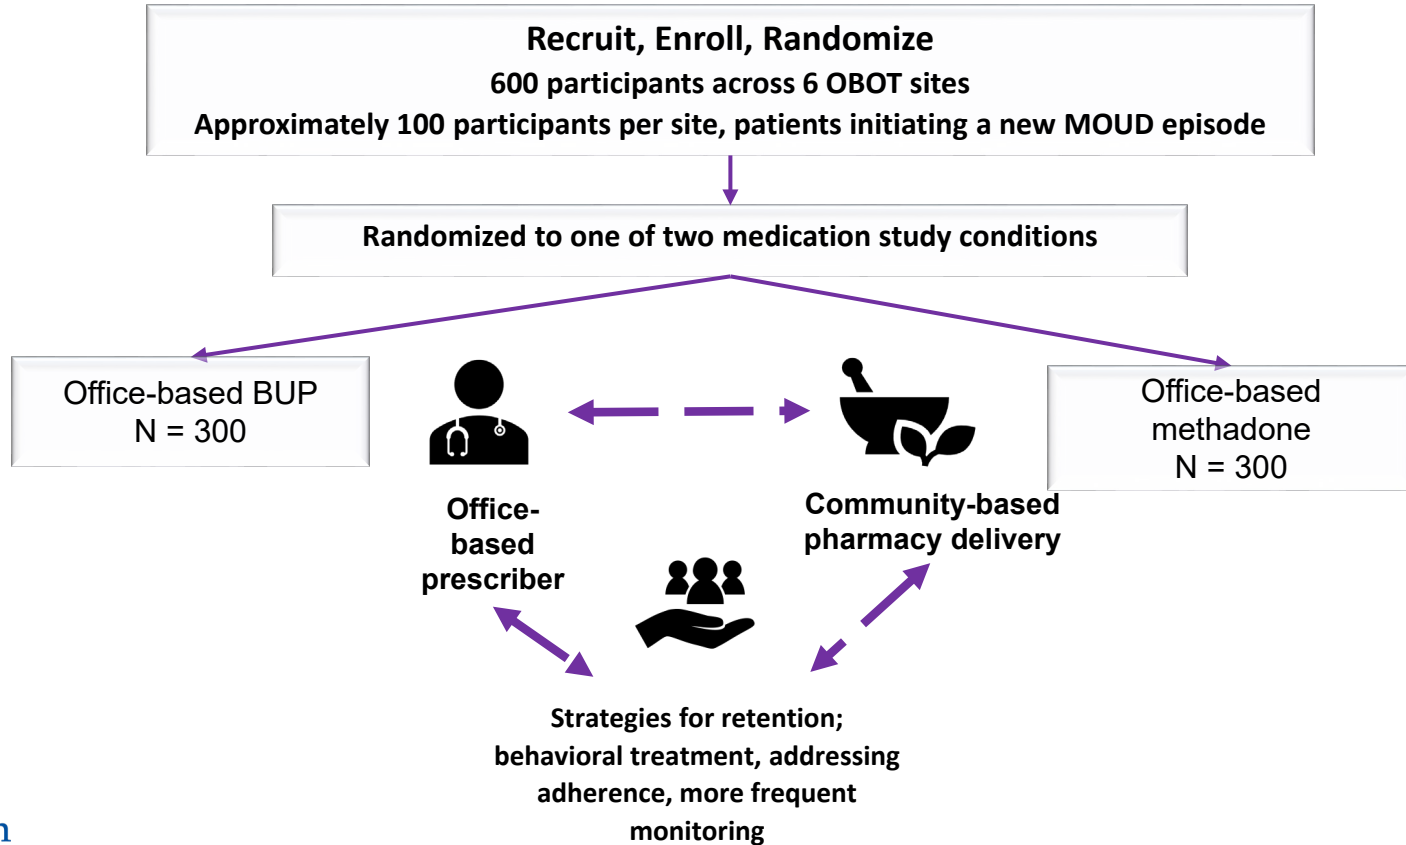 Recruit, Enroll, Randomize
600 participants across 6 OBOT sites
Approximately 100 participants per site, patients initiating a new MOUD episode
Randomized to one of two medication study conditions
Office-based BUP
N = 300
Office-based
methadone
N = 300
Office-
based
prescriber
Community-based
pharmacy delivery
Strategies for retention;
behavioral treatment, addressing
adherence, more frequent
monitoring
n